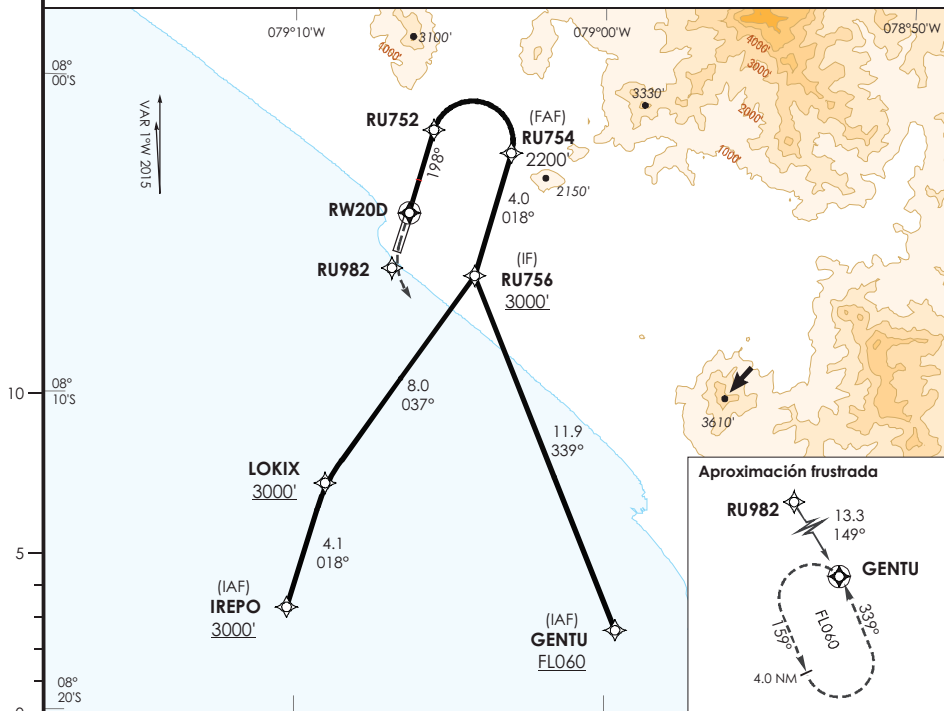 079°10'W
079°00'W
078°50'W
08°
00'S
3100'
1000'
4000'
3000'
3330'
2000'
1000'
VAR 1°W 2015
RU752
(FAF)
RU754
2200'
2150'
198°
4.0
018°
RW20D
RU982
(IF)
RU756
3000'
10
08°
10'S
8.0
037°
3610'
11.9
339°
LOKIX
3000'
5
4.1
018°
(IAF)
IREPO
3000'
(IAF)
GENTU
FL060
08°
20'S
Aproximación frustrada
RU982
13.3
149°
GENTU
FL060
339°
159°
4.0 NM